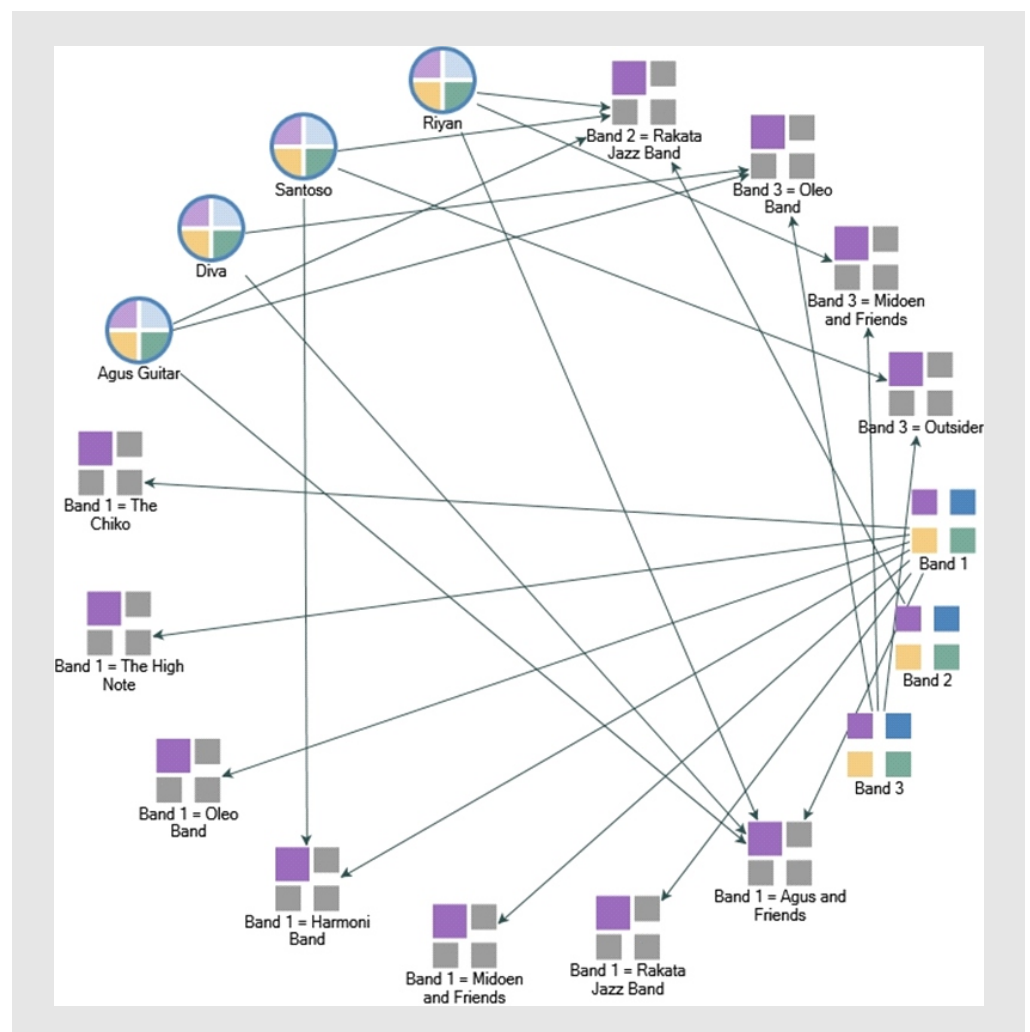 Riyan
Band 2 = Rakata
Jazz Band
Santoso
Band 3 = Oleo
Band
Diva
Band 3 = Midoen
and Friends
Agus Guitar
Band 3 = Outsider
Band 1 = The
Chiko
Band 1
Band 1 = The High
Note
Band 2
Band 1 = Oleo
Band
Band 3
Band 1 = Harmoni
Band
Band 1 = Agus and
Friends
Band 1 = Midoen
and Friends
Band 1 = Rakata
Jazz Band